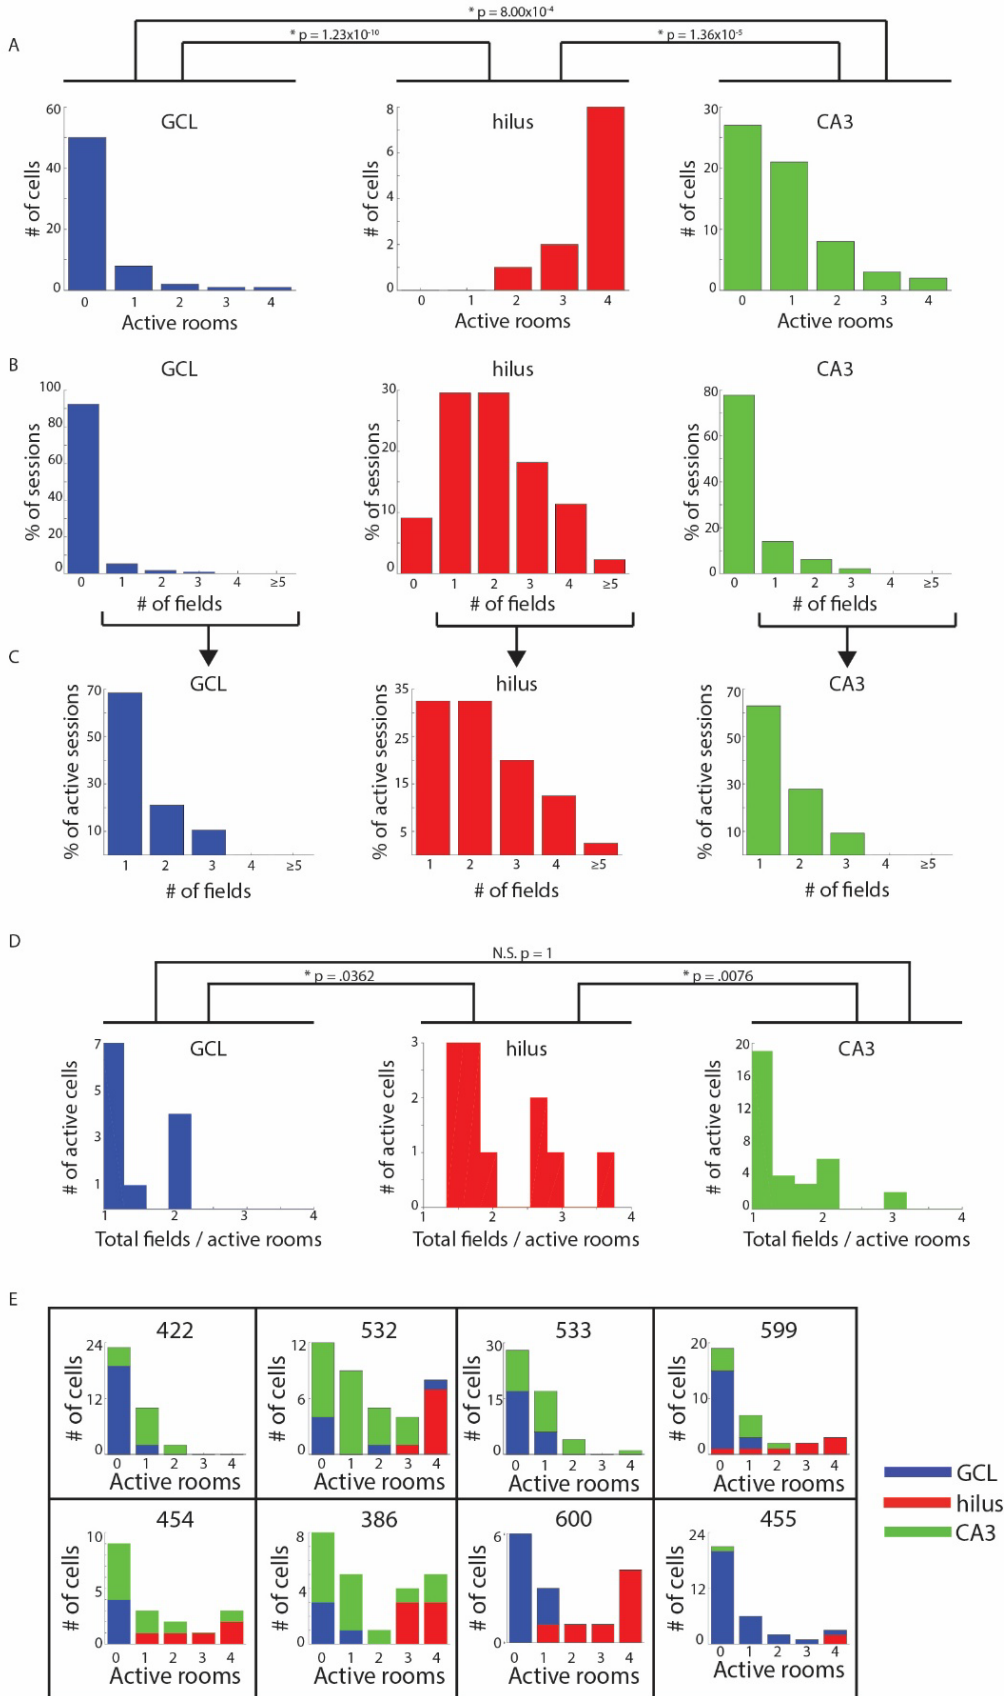 * p = 8.00x10-4
* p = 1.23x10-10
* p = 1.36x10-5
A
GCL
hilus
CA3
60
40
20
0
# of cells
0 1 2 3 4
Active rooms
8
6
4
2
0
# of cells
0 1 2 3 4
Active rooms
30
20
10
0
# of cells
0 1 2 3 4
Active rooms
B
GCL
hilus
CA3
100
80
60
40
20
0
% of sessions
0 1 2 3 4 ≥5
# of fields
30
20
10
0
% of sessions
0 1 2 3 4 ≥5
# of fields
80
60
40
20
0
% of sessions
0 1 2 3 4 ≥5
# of fields
C
GCL
hilus
CA3
70
50
30
10
% of active sessions
1 2 3 4 ≥5
# of fields
35
25
15
5
% of active sessions
1 2 3 4 ≥5
# of fields
70
50
30
10
% of active sessions
1 2 3 4 ≥5
# of fields
D
N.S. p = 1
* p = .0362
* p = .0076
GCL
hilus
CA3
7
5
3
1
# of active cells
1 2 3 4
Total fields / active rooms
3
2
1
0
# of active cells
1 2 3 4
Total fields / active rooms
20
16
12
8
4
0
# of active cells
1 2 3 4
Total fields / active rooms
E
422
24
12
0
# of cells
0 1 2 3 4
Active rooms
532
12
6
0
# of cells
0 1 2 3 4
Active rooms
533
30
15
0
# of cells
0 1 2 3 4
Active rooms
599
20
10
0
# of cells
0 1 2 3 4
Active rooms
GCL
hilus
CA3
454
10
5
0
# of cells
0 1 2 3 4
Active rooms
386
8
4
0
# of cells
0 1 2 3 4
Active rooms
600
6
0
# of cells
0 1 2 3 4
Active rooms
455
24
12
0
# of cells
0 1 2 3 4
Active rooms